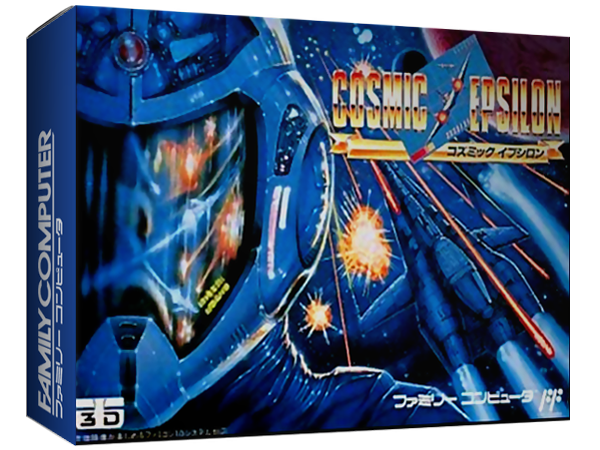 COSMIC EPSILON
コズミック イプシロン
FAMILY COMPUTER
ファミリー コンピュータ
3D
ファミリー コンピュータ